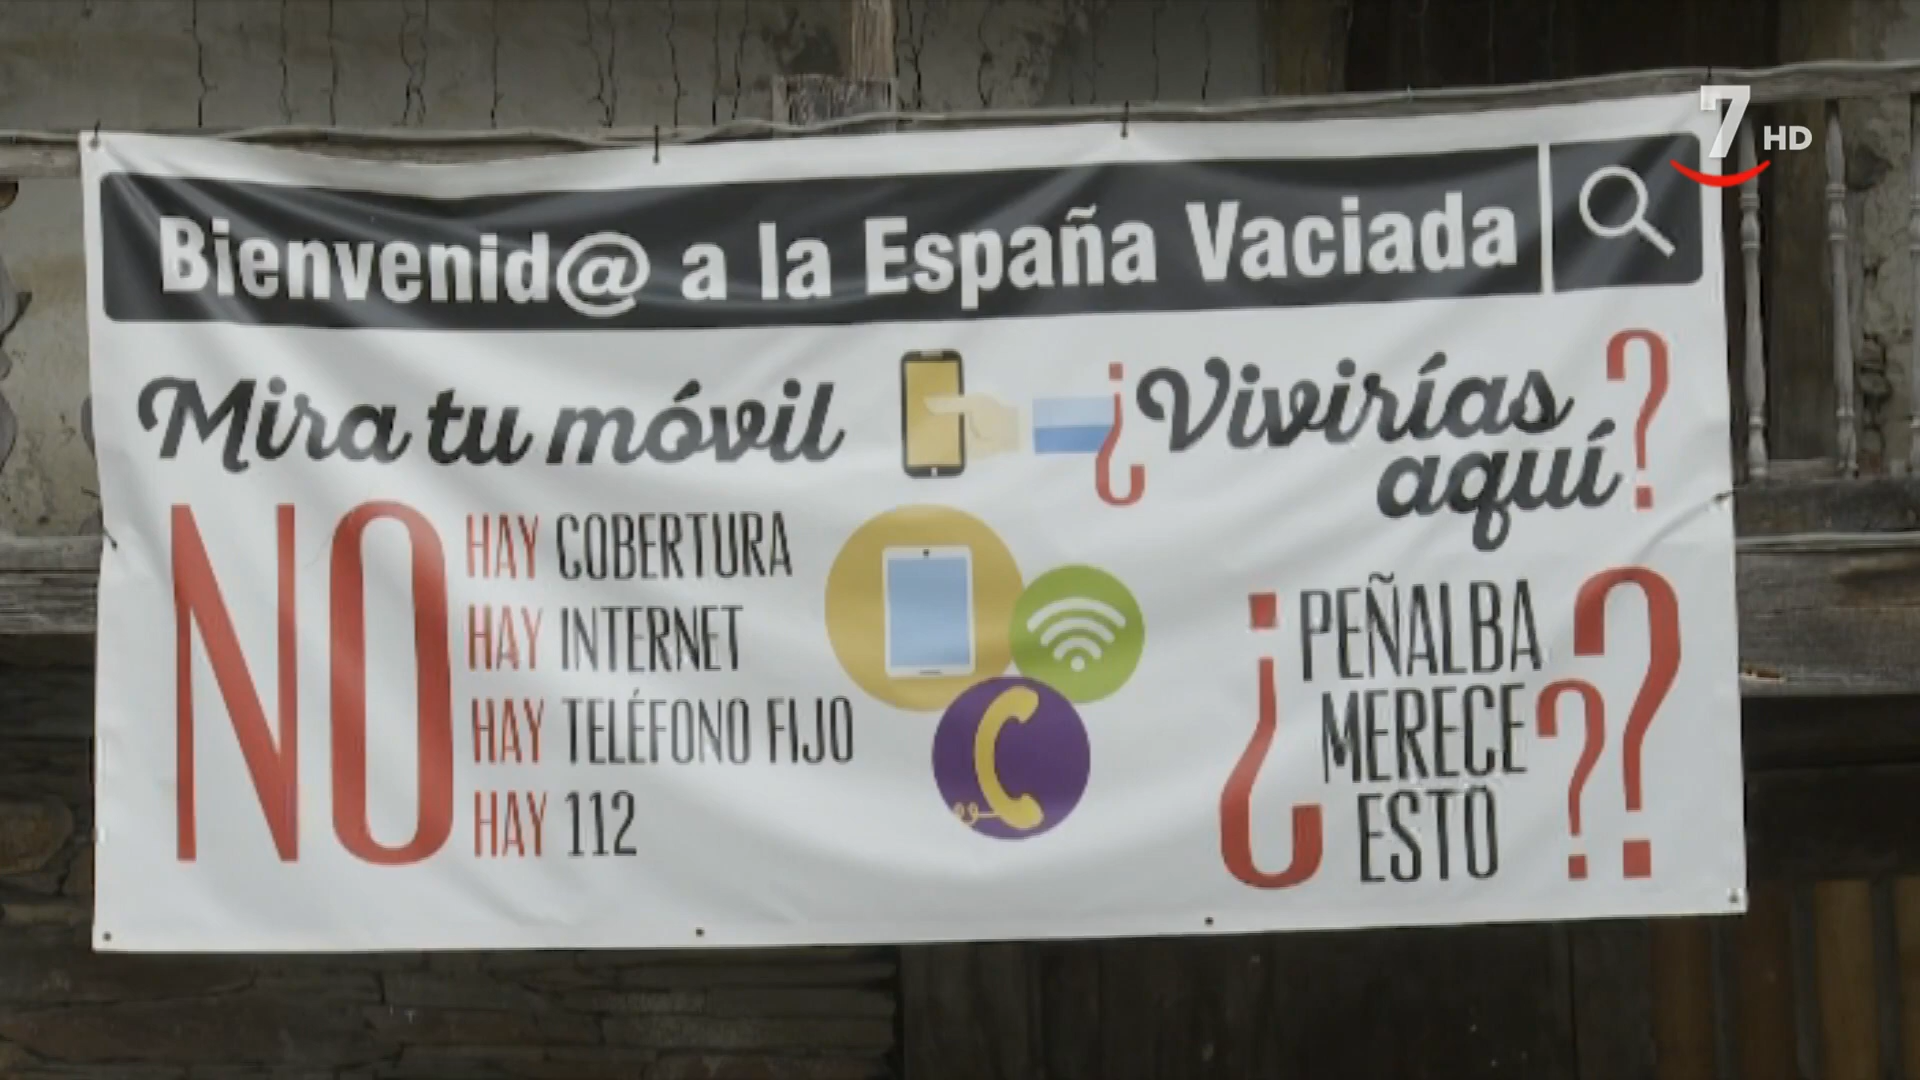 7 HD
Bienvenid@ a la España Vaciada
Mira tu móvil
¿Vivirías
aquí?
NO
HAY COBERTURA
HAY INTERNET
HAY TELÉFONO FIJO
HAY 112
¿PEÑALBA
MERECE
ESTO??